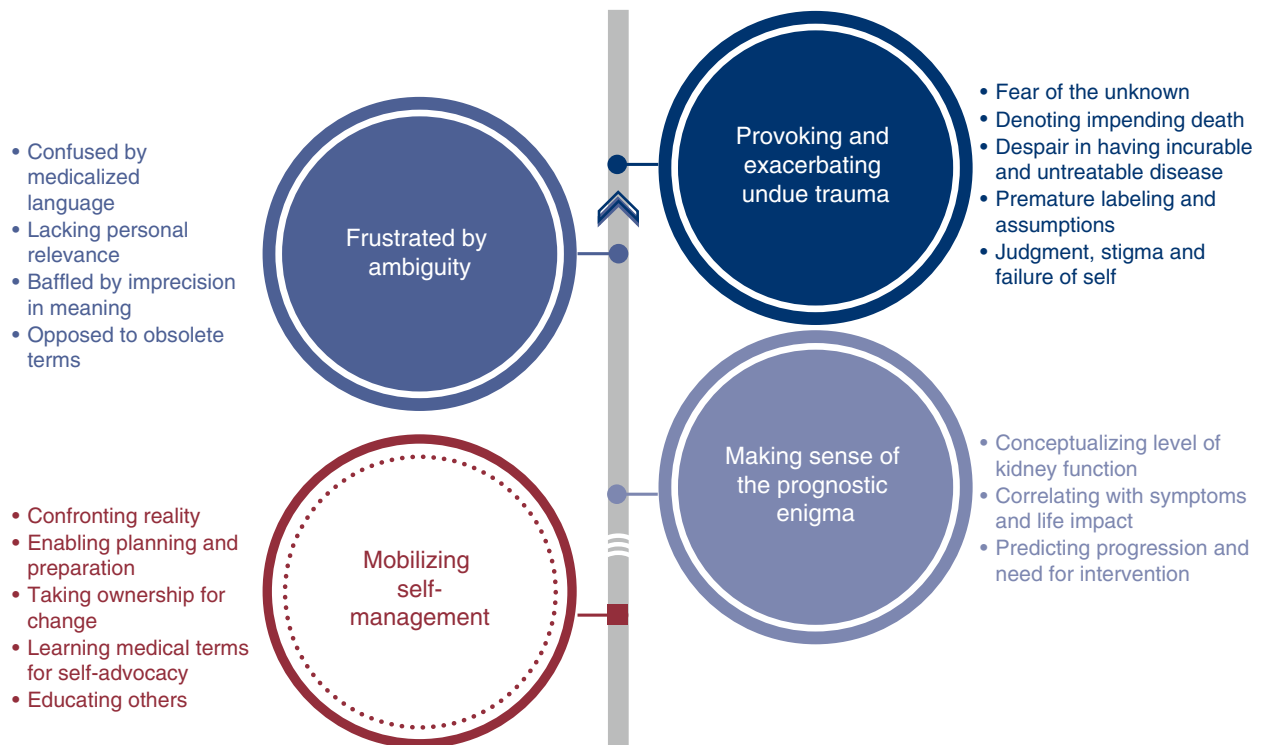 Provoking and
exacerbating
undue trauma
• Fear of the unknown
• Denoting impending death
• Despair in having incurable
and untreatable disease
• Premature labeling and
assumptions
• Judgment, stigma and
failure of self
• Confused by
medicalized
language
• Lacking personal
relevance
• Baffled by imprecision
in meaning
• Opposed to obsolete
terms
Frustrated by
ambiguity
Making sense of
the prognostic
enigma
• Conceptualizing level of
kidney function
• Correlating with symptoms
and life impact
• Predicting progression and
need for intervention
• Confronting reality
• Enabling planning and
preparation
• Taking ownership for
change
• Learning medical terms
for self-advocacy
• Educating others
Mobilizing
self-
management